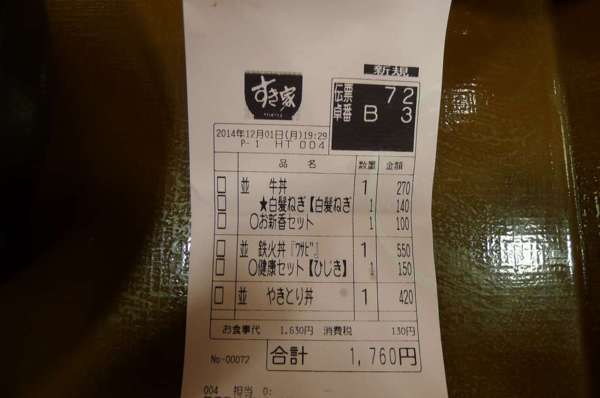 新規
すき家
SUKIYA
伝票 72
卓番 B 3
2014年12月01日(月)19:29
P-1 HT 004
品名 数量 金額
並 牛丼 1 270
★白髪ねぎ【白髪ねぎ 1 140
○お新香セット 1 100
並 鉄火丼『ﾜｻﾋﾞ』 1 550
○健康セット【ひじき】 1 150
並 やきとり丼 1 420
お食事代 1,630円 消費税 130円
合計 1,760円
No-00072
004 担当 0: